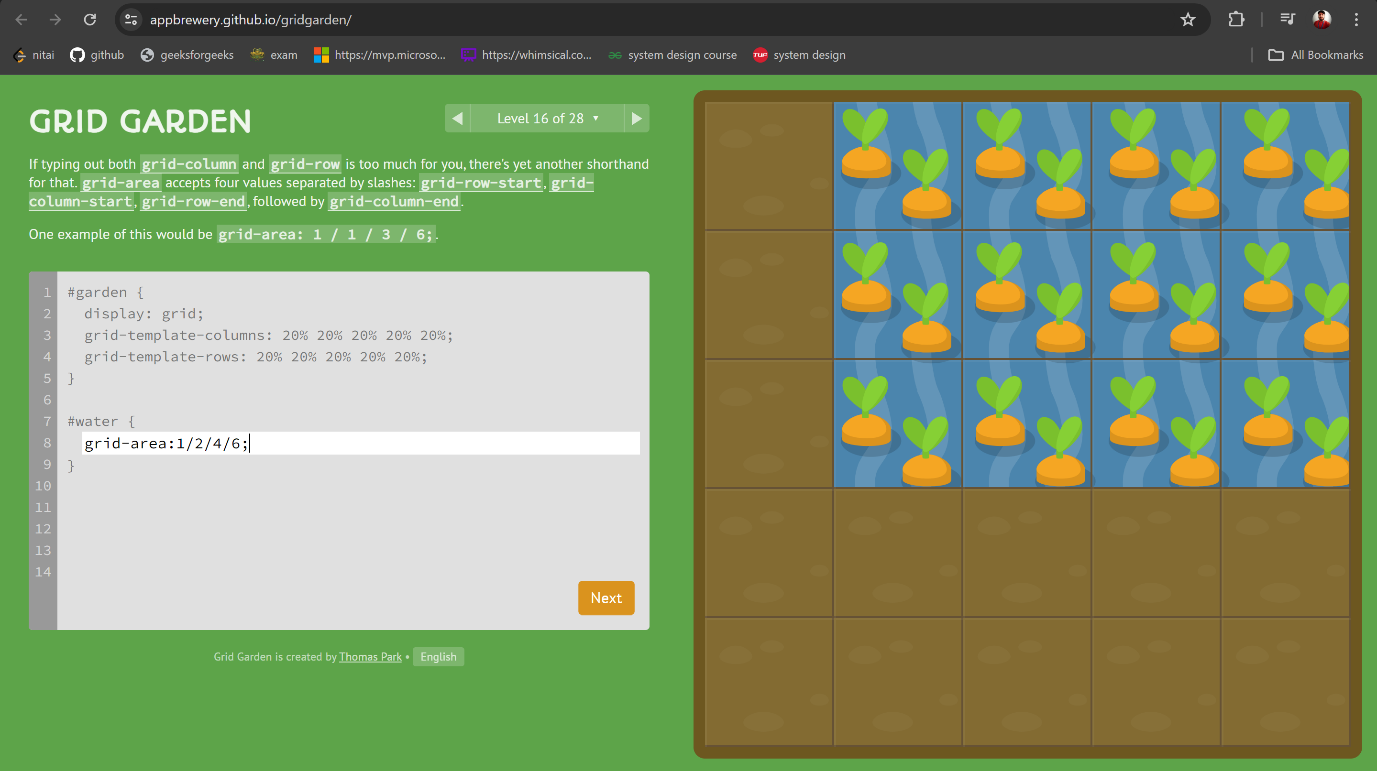 appbrewery.github.io/gridgarden/
nitai github geeksforgeeks exam https://mvp.microso... https://whimsical.co... system design course TUF system design All Bookmarks
GRID GARDEN
Level 16 of 28 ▾
If typing out both grid-column and grid-row is too much for you, there's yet another shorthand
for that. grid-area accepts four values separated by slashes: grid-row-start, grid-
column-start, grid-row-end, followed by grid-column-end.
One example of this would be grid-area: 1 / 1 / 3 / 6;.
1 #garden {
2 display: grid;
3 grid-template-columns: 20% 20% 20% 20% 20%;
4 grid-template-rows: 20% 20% 20% 20% 20%;
5 }
6
7 #water {
8 grid-area:1/2/4/6;
9 }
10
11
12
13
14
Next
Grid Garden is created by Thomas Park • English